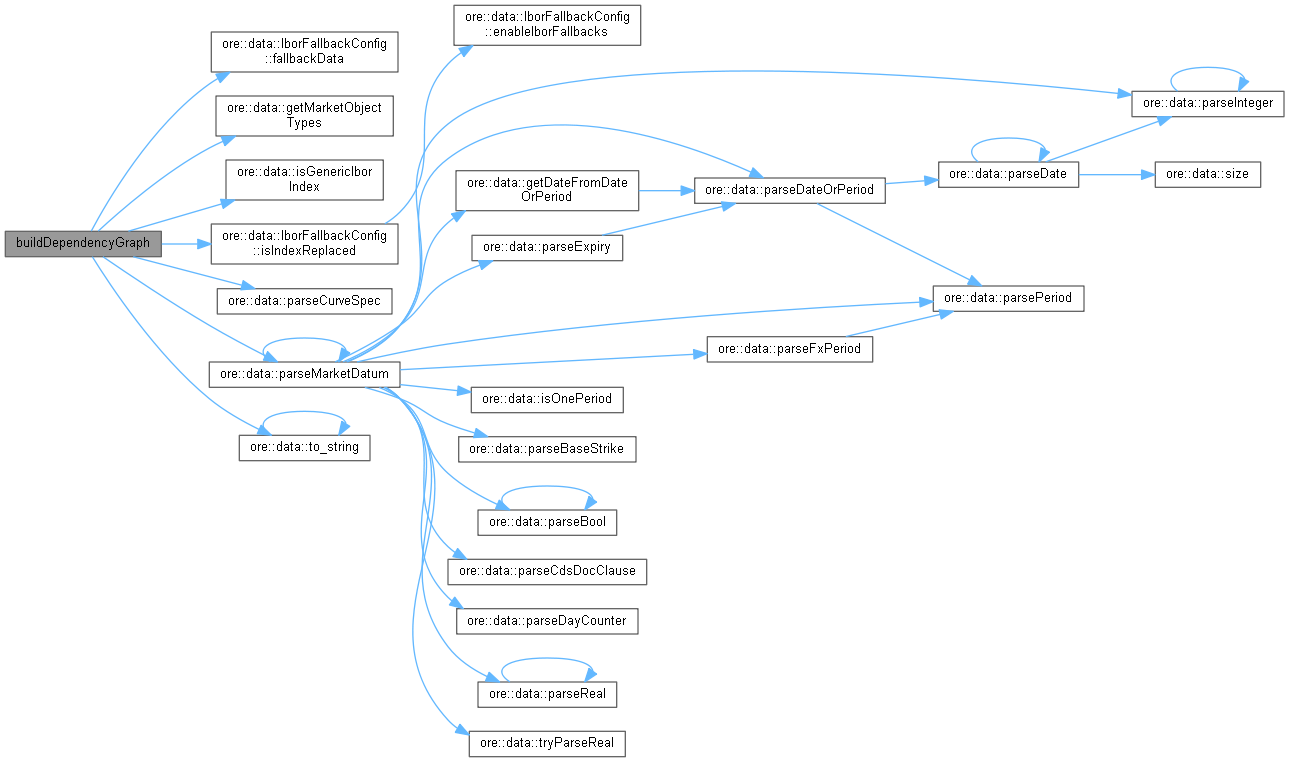 buildDependencyGraph
ore::data::IborFallbackConfig
::fallbackData
ore::data::getMarketObject
Types
ore::data::isGenericIbor
Index
ore::data::IborFallbackConfig
::isIndexReplaced
ore::data::parseCurveSpec
ore::data::parseMarketDatum
ore::data::to_string
ore::data::IborFallbackConfig
::enableIborFallbacks
ore::data::getDateFromDate
OrPeriod
ore::data::parseExpiry
ore::data::isOnePeriod
ore::data::parseBaseStrike
ore::data::parseBool
ore::data::parseCdsDocClause
ore::data::parseDayCounter
ore::data::parseReal
ore::data::tryParseReal
ore::data::parseDateOrPeriod
ore::data::parseFxPeriod
ore::data::parseDate
ore::data::parsePeriod
ore::data::parseInteger
ore::data::size